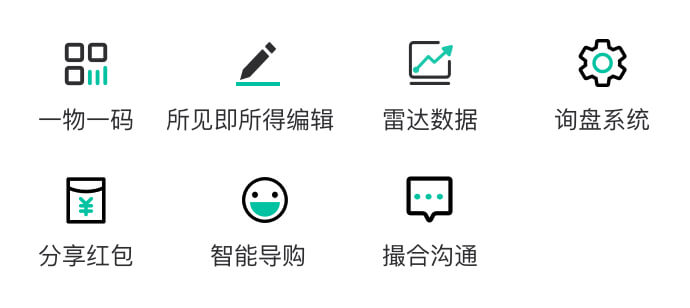 一物一码
所见即所得编辑
雷达数据
询盘系统
分享红包
智能导购
撮合沟通